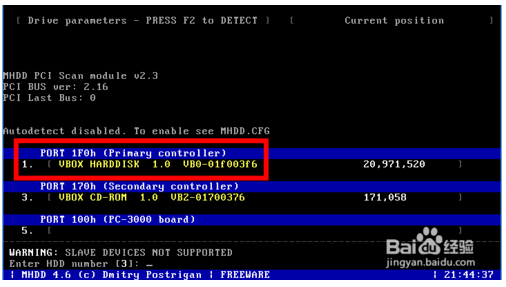 [ Drive parameters - PRESS F2 to DETECT ] [ Current position ]
MHDD PCI Scan module v2.3
PCI BUS ver: 2.16
PCI Last Bus: 0
Autodetect disabled. To enable see MHDD.CFG
PORT 1F0h (Primary controller)
1. [ VBOX HARDDISK 1.0 VB0-01f003f6 20,971,520 ]
PORT 170h (Secondary controller)
3. [ VBOX CD-ROM 1.0 VB2-01700376 171,058 ]
PORT 100h (PC-3000 board)
5. [ ]
WARNING: SLAVE DEVICES NOT SUPPORTED
Enter HDD number [3]: _
| MHDD 4.6 (c) Dmitry Postrigan | FREEWARE | 21:44:37
Bai du 经验
jingyan.baidu.com